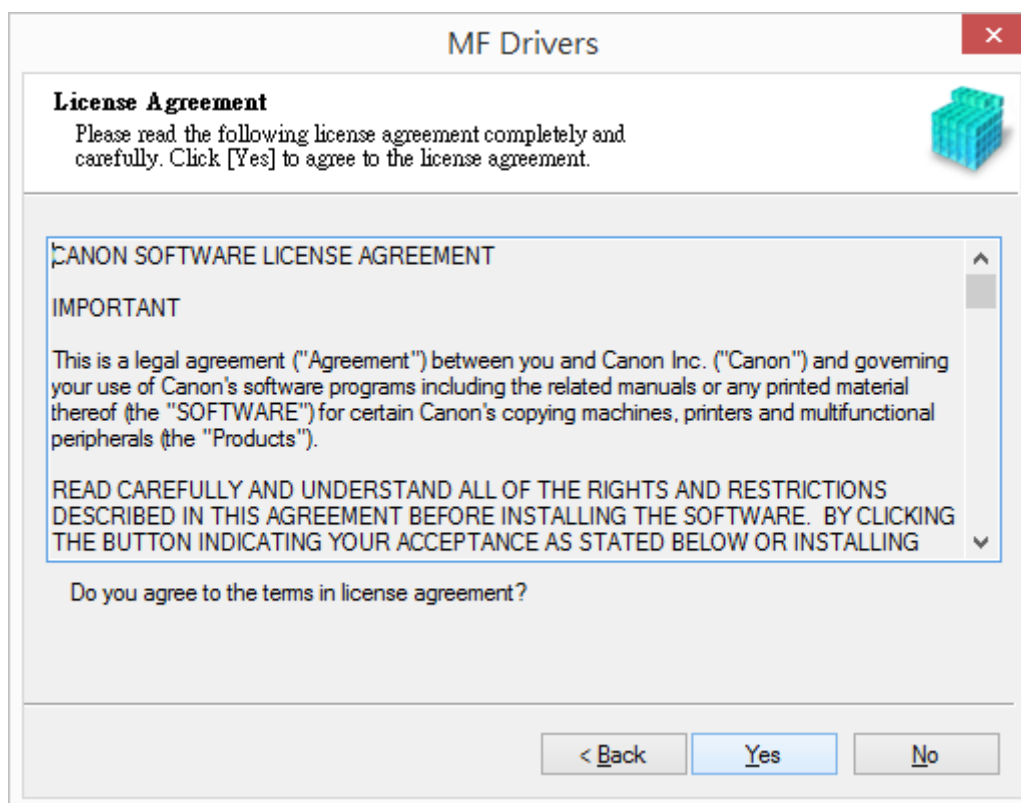 MF Drivers
License Agreement
Please read the following license agreement completely and
carefully. Click [Yes] to agree to the license agreement.
CANON SOFTWARE LICENSE AGREEMENT
IMPORTANT
This is a legal agreement ("Agreement") between you and Canon Inc. ("Canon") and governing
your use of Canon's software programs including the related manuals or any printed material
thereof (the "SOFTWARE") for certain Canon's copying machines, printers and multifunctional
peripherals (the "Products").
READ CAREFULLY AND UNDERSTAND ALL OF THE RIGHTS AND RESTRICTIONS
DESCRIBED IN THIS AGREEMENT BEFORE INSTALLING THE SOFTWARE.  BY CLICKING
THE BUTTON INDICATING YOUR ACCEPTANCE AS STATED BELOW OR INSTALLING
Do you agree to the terms in license agreement?
< Back Yes No